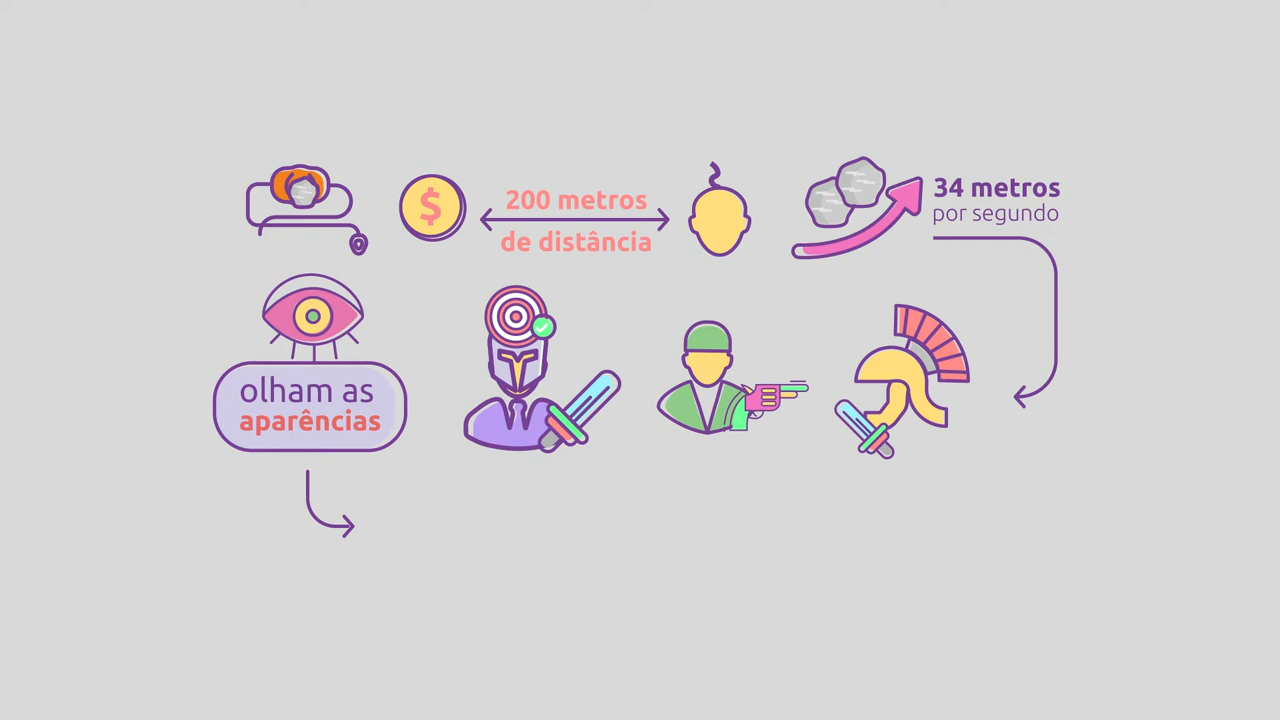 $
200 metros
de distância
34 metros
por segundo
olham as
aparências